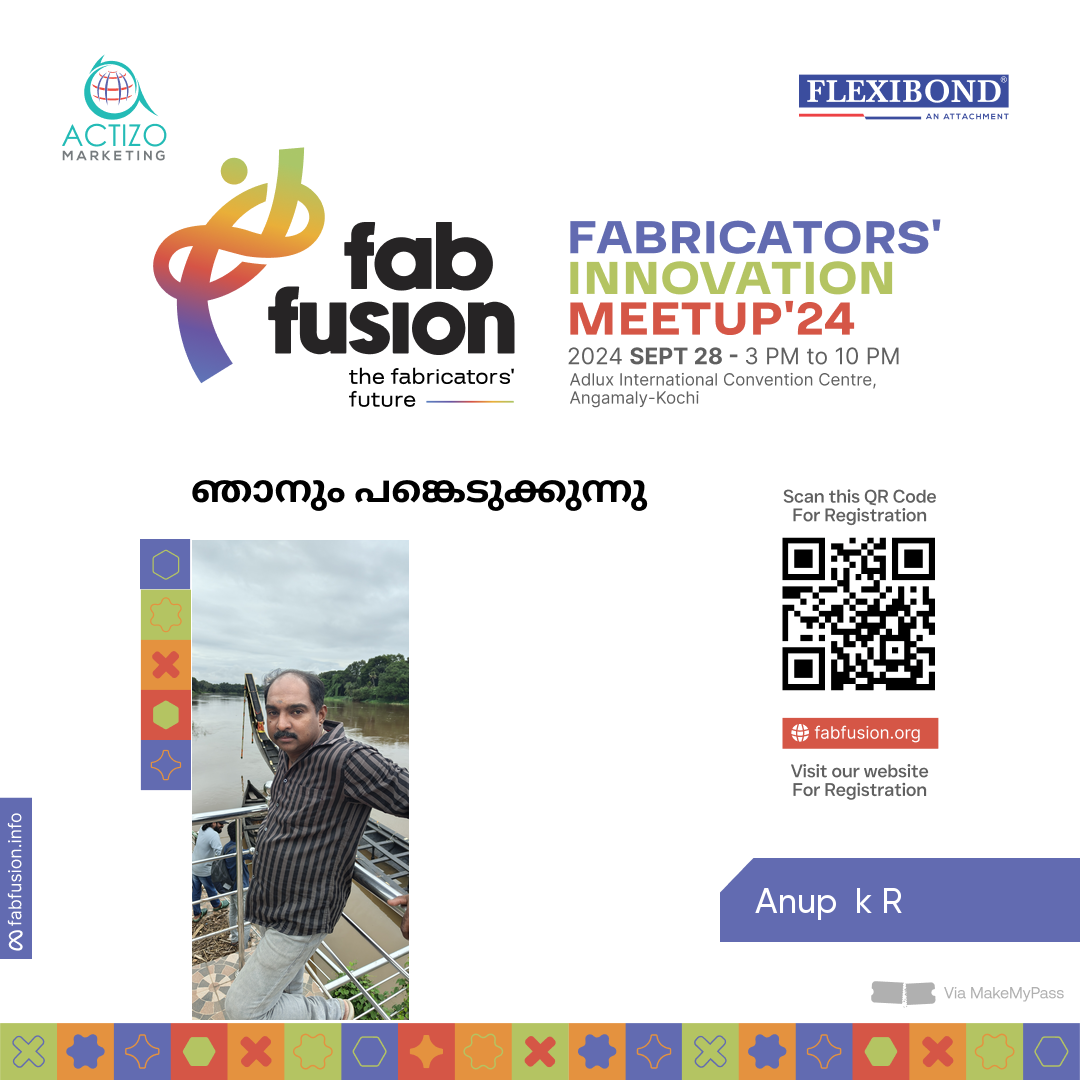 ACTIZO
MARKETING
FLEXIBOND®
AN ATTACHMENT
fab
fusion
the fabricators'
future
FABRICATORS'
INNOVATION
MEETUP'24
2024 SEPT 28 - 3 PM to 10 PM
Adlux International Convention Centre,
Angamaly-Kochi
ഞാനും പങ്കെടുക്കുന്നു
Scan this QR Code
For Registration
fabfusion.org
Visit our website
For Registration
fabfusion.info
Anup k R
Via MakeMyPass